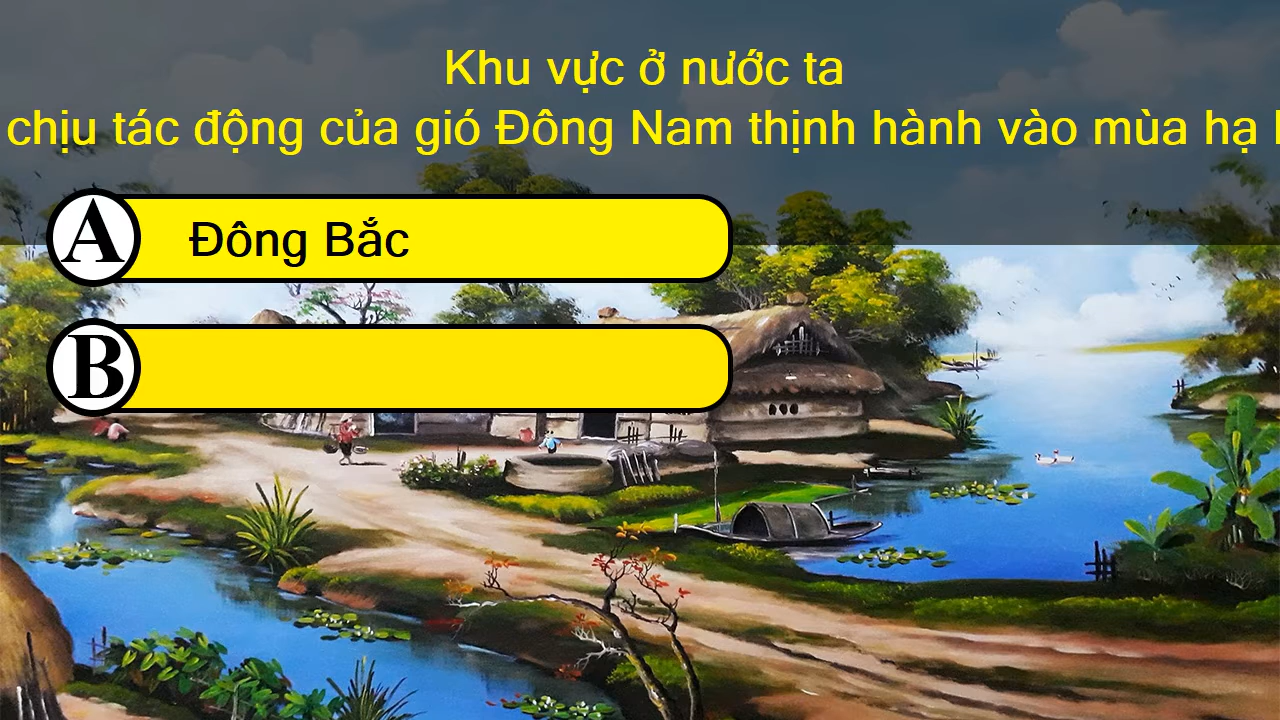 Khu vực ở nước ta
chịu tác động của gió Đông Nam thịnh hành vào mùa hạ
A Đông Bắc
B